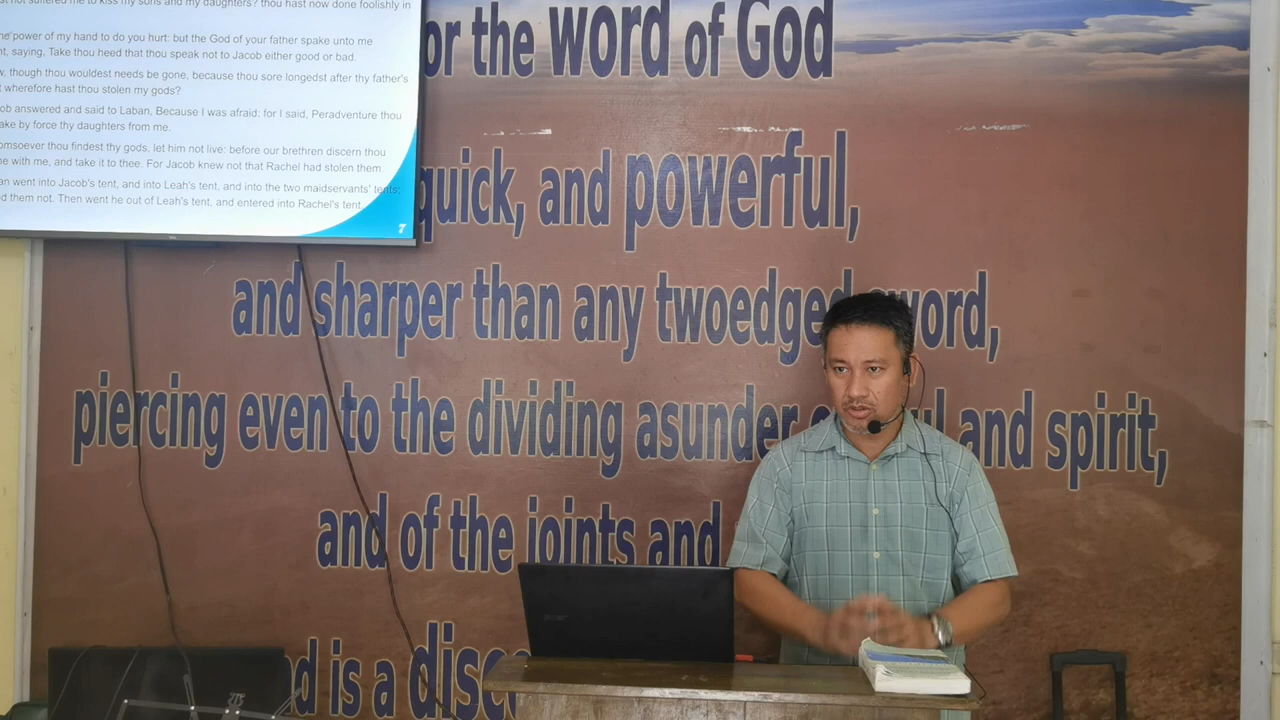 not suffered me to kiss my sons and my daughters? thou hast now done foolishly in
power of my hand to do you hurt: but the God of your father spake unto me
saying, Take thou heed that thou speak not to Jacob either good or bad.
though thou wouldest needs be gone, because thou sore longedst after thy father's
wherefore hast thou stolen my gods?
answered and said to Laban, Because I was afraid: for I said, Peradventure thou
by force thy daughters from me.
thou findest thy gods, let him not live: before our brethren discern thou
with me, and take it to thee. For Jacob knew not that Rachel had stolen them
went into Jacob's tent, and into Leah's tent, and into the two maidservants' tents;
them not. Then went he out of Leah's tent, and entered into Rachel's tent
7
or the word of God
quick, and powerful,
and sharper than any twoedged sword,
piercing even to the dividing asunder and spirit,
and of the joints and
is a